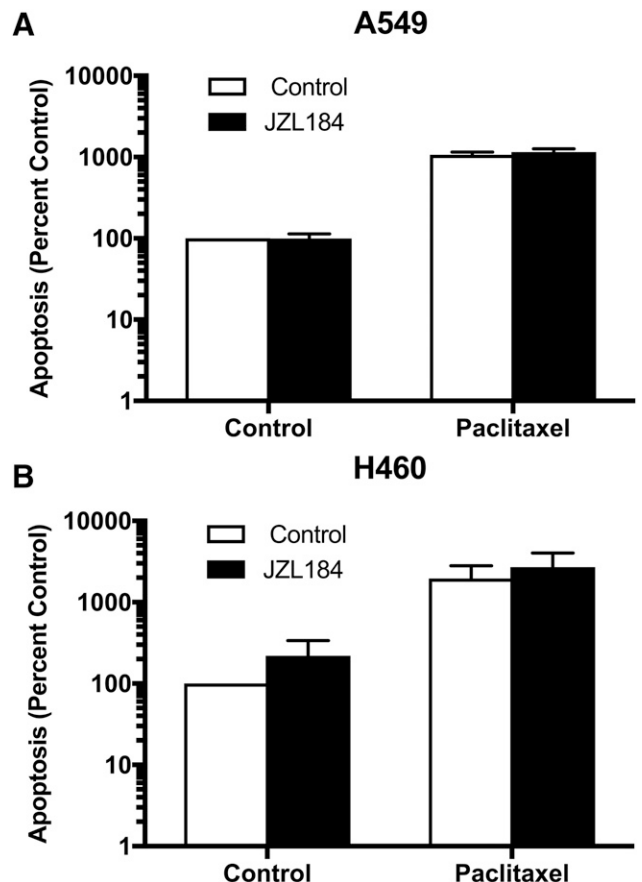 A
A549
Apoptosis (Percent Control)
10000
1000
100
10
1
Control
JZL184
Control Paclitaxel
B
H460
Apoptosis (Percent Control)
10000
1000
100
10
1
Control
JZL184
Control Paclitaxel